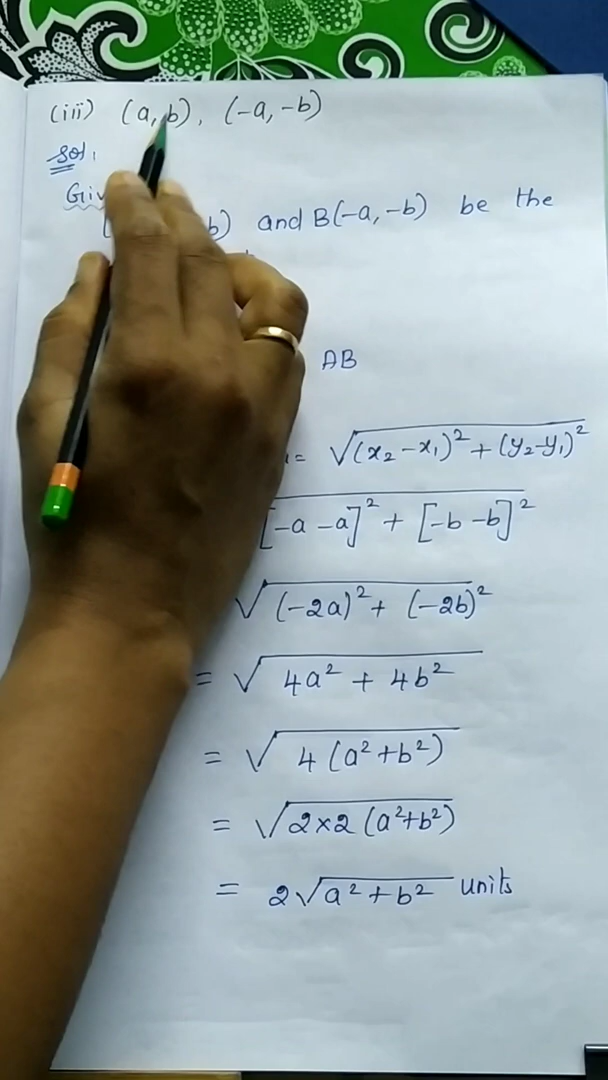 (iii) (a, b), (-a, -b)
Sol:
b) and B(-a, -b) be the
AB
= √(x₂-x₁)² + (y₂-y₁)²
[-a -a]² + [-b -b]²
√(-2a)² + (-2b)²
= √4a² + 4b²
= √4 (a² + b²)
= √2×2 (a²+b²)
= 2√a² + b² units